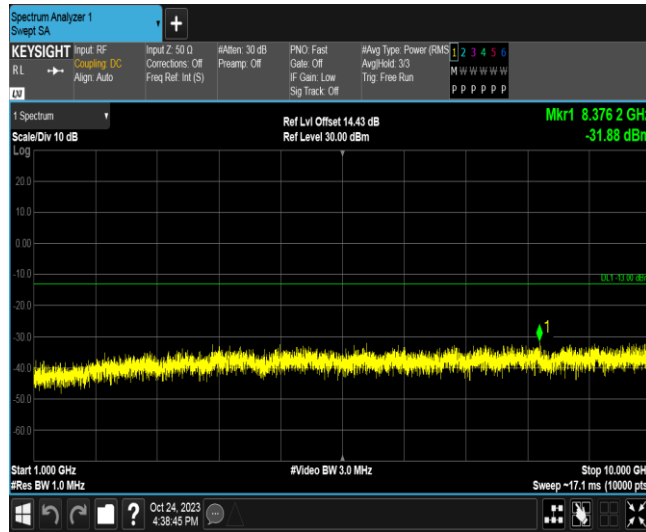 Spectrum Analyzer 1
Swept SA
+
KEYSIGHT Input: RF Input Z: 50 Ω #Atten: 30 dB PNO: Fast #Avg Type: Power (RMS 1 2 3 4 5 6
RL Coupling: DC Corrections: Off Preamp: Off Gate: Off Avg|Hold: 3/3 M W W W W W
Align: Auto Freq Ref: Int (S) IF Gain: Low Trig: Free Run
LXI Sig Track: Off P P P P P P
1 Spectrum Ref Lvl Offset 14.43 dB Mkr1 8.376 2 GHz
Scale/Div 10 dB Ref Level 30.00 dBm -31.88 dBm
Log
20.0
10.0
0.00
-10.0
DL1 -13.00 dBm
-20.0
-30.0
1
-40.0
-50.0
-60.0
Start 1.000 GHz #Video BW 3.0 MHz Stop 10.000 GHz
#Res BW 1.0 MHz Sweep ~17.1 ms (10000 pts
? Oct 24, 2023
4:38:45 PM